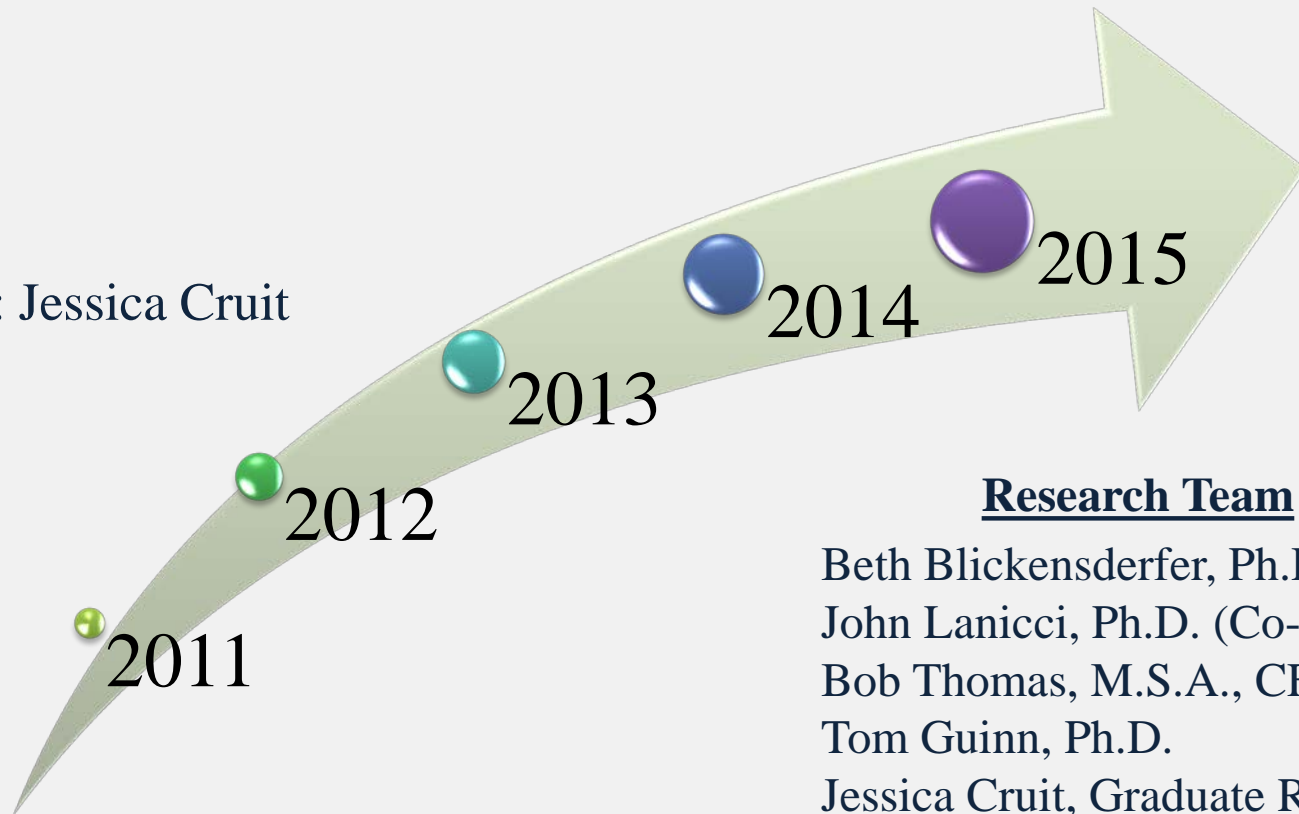 : Jessica Cruit
2015
2014
2013
2012
2011
Research Team
Beth Blickensderfer, Ph.
John Lanicci, Ph.D. (Co-
Bob Thomas, M.S.A.,
Tom Guinn, Ph.D.
Jessica Cruit, Graduate